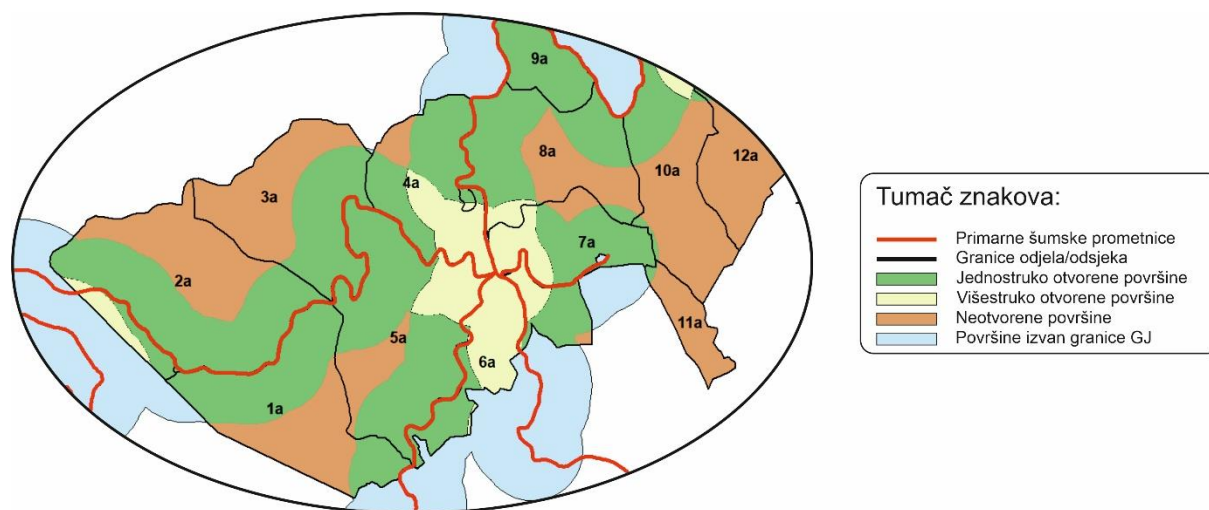 9a
8a
10a
12a
4a
3a
7a
2a
11a
5a
6a
1a
Tumač znakova:
Primarne šumske prometnice
Granice odjela/odsjeka
Jednostruko otvorene površine
Višestruko otvorene površine
Neotvorene površine
Površine izvan granice GJ